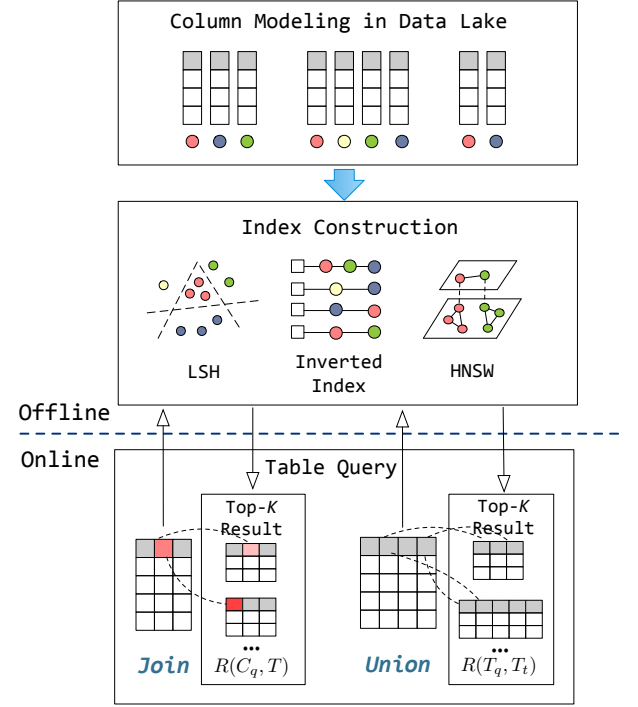 Column Modeling in Data Lake
Index Construction
LSH
Inverted
Index
HNSW
Offline
Online
Table Query
Top-K
Result
Top-K
Result
...
...
Join
R(C_q, T)
Union
R(T_q, T_t)